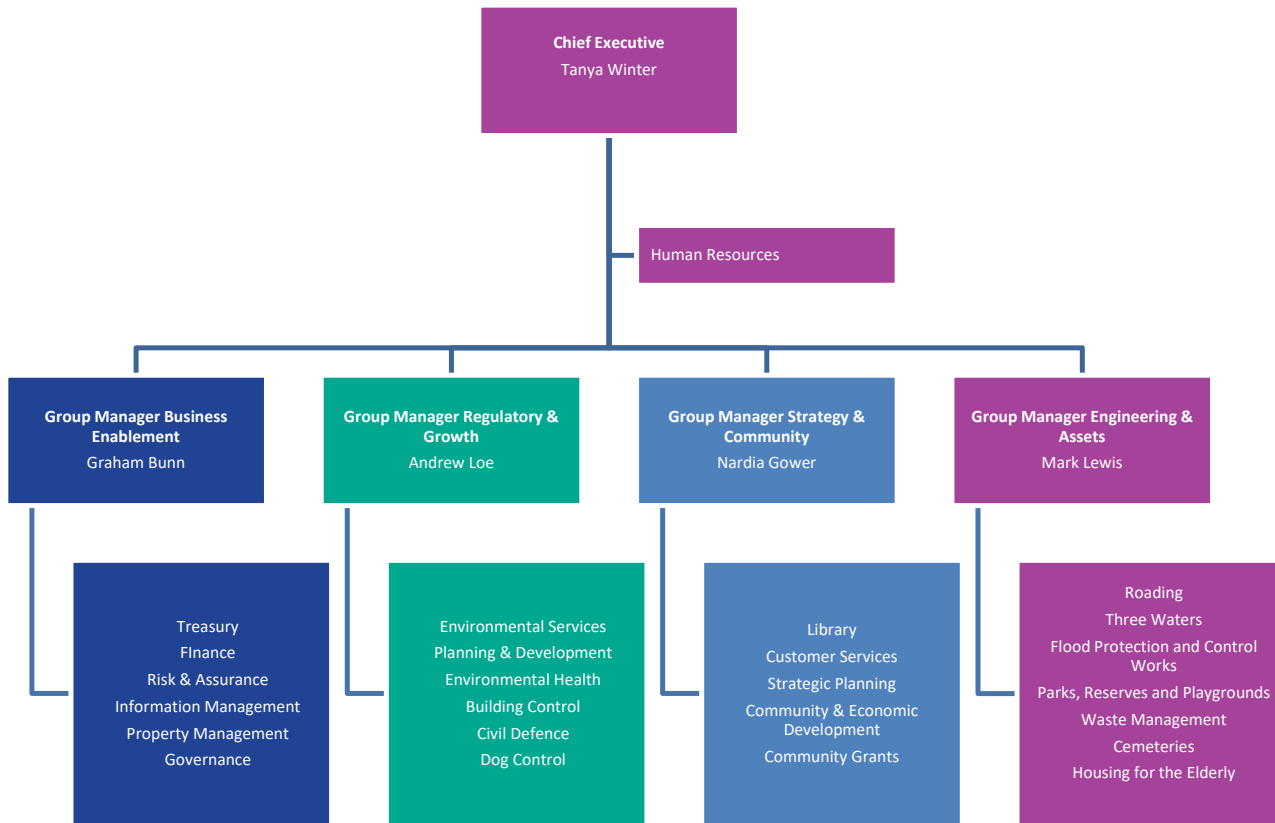 Chief Executive
Tanya Winter
Human Resources
Group Manager Business
Enablement
Graham Bunn
Group Manager Regulatory &
Growth
Andrew Loe
Group Manager Strategy &
Community
Nardia Gower
Group Manager Engineering &
Assets
Mark Lewis
Treasury
FInance
Risk & Assurance
Information Management
Property Management
Governance
Environmental Services
Planning & Development
Environmental Health
Building Control
Civil Defence
Dog Control
Library
Customer Services
Strategic Planning
Community & Economic
Development
Community Grants
Roading
Three Waters
Flood Protection and Control
Works
Parks, Reserves and Playgrounds
Waste Management
Cemeteries
Housing for the Elderly